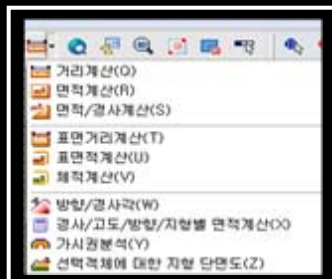 거리계산(Q)
면적계산(R)
면적/경사계산(S)
표면거리계산(T)
표면적계산(U)
체적계산(V)
방향/경사각(W)
경사/고도/방향/지형별 면적계산(X)
가시권분석(Y)
선택객체에 대한 지형 단면도(Z)